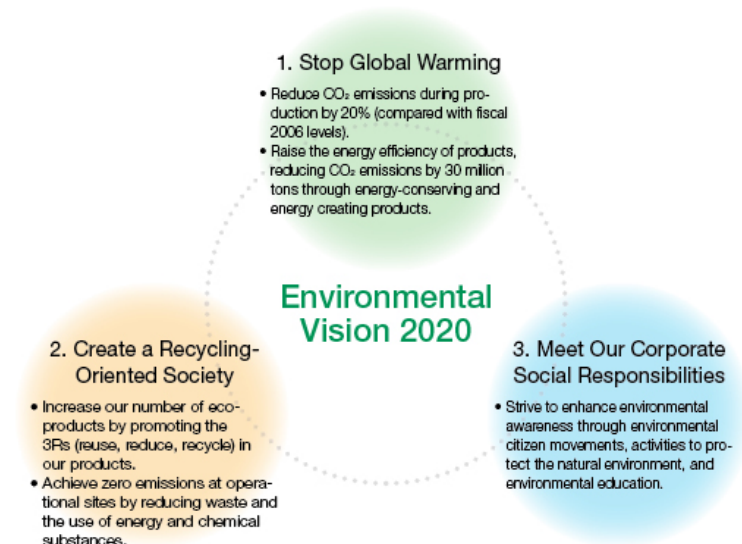 1. Stop Global Warming
• Reduce CO₂ emissions during pro-
duction by 20% (compared with fiscal
2006 levels).
• Raise the energy efficiency of products,
reducing CO₂ emissions by 30 million
tons through energy-conserving and
energy creating products.
Environmental
Vision 2020
2. Create a Recycling-
Oriented Society
• Increase our number of eco-
products by promoting the
3Rs (reuse, reduce, recycle) in
our products.
• Achieve zero emissions at opera-
tional sites by reducing waste and
the use of energy and chemical
substances.
3. Meet Our Corporate
Social Responsibilities
• Strive to enhance environmental
awareness through environmental
citizen movements, activities to pro-
tect the natural environment, and
environmental education.